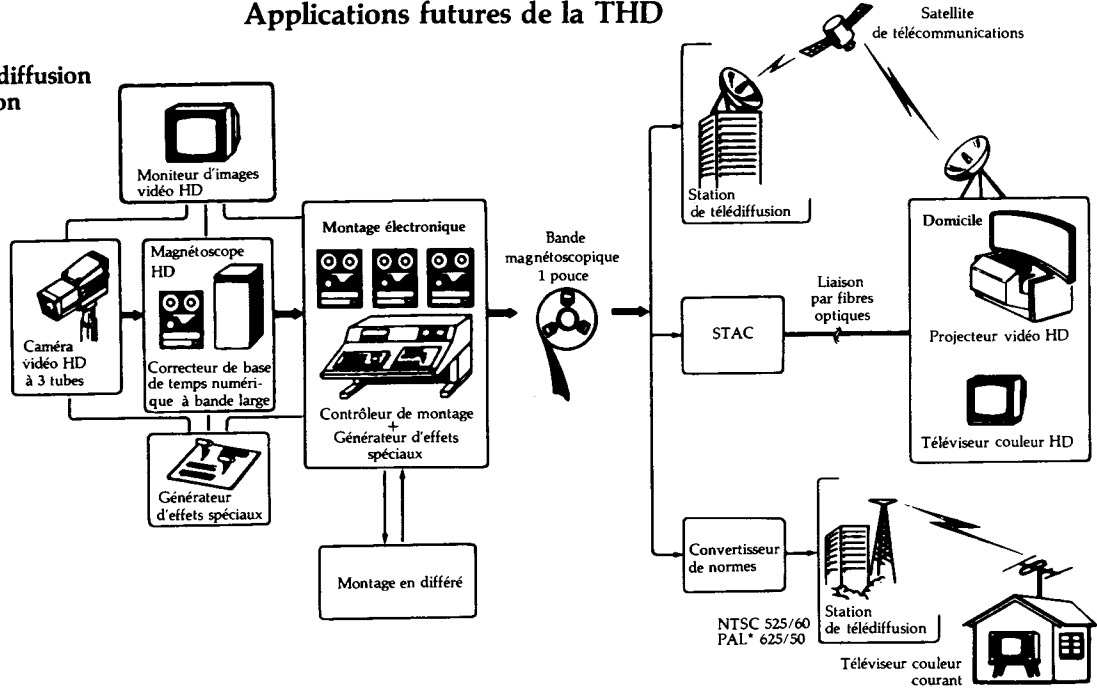 Applications futures de la THD
diffusion
on
Moniteur d'images
vidéo HD
Caméra
vidéo HD
à 3 tubes
Magnétoscope
HD
Correcteur de base
de temps numéri-
que à bande large
Générateur
d'effets spéciaux
Montage électronique
Contrôleur de montage
+
Générateur d'effets
spéciaux
Montage en différé
Bande
magnétoscopique
1 pouce
Satellite
de télécommunications
Station
de télédiffusion
STAC
Liaison
par fibres
optiques
Domicile
Projecteur vidéo HD
Téléviseur couleur HD
Convertisseur
de normes
NTSC 525/60
PAL* 625/50
Station
de télédiffusion
Téléviseur couleur
courant